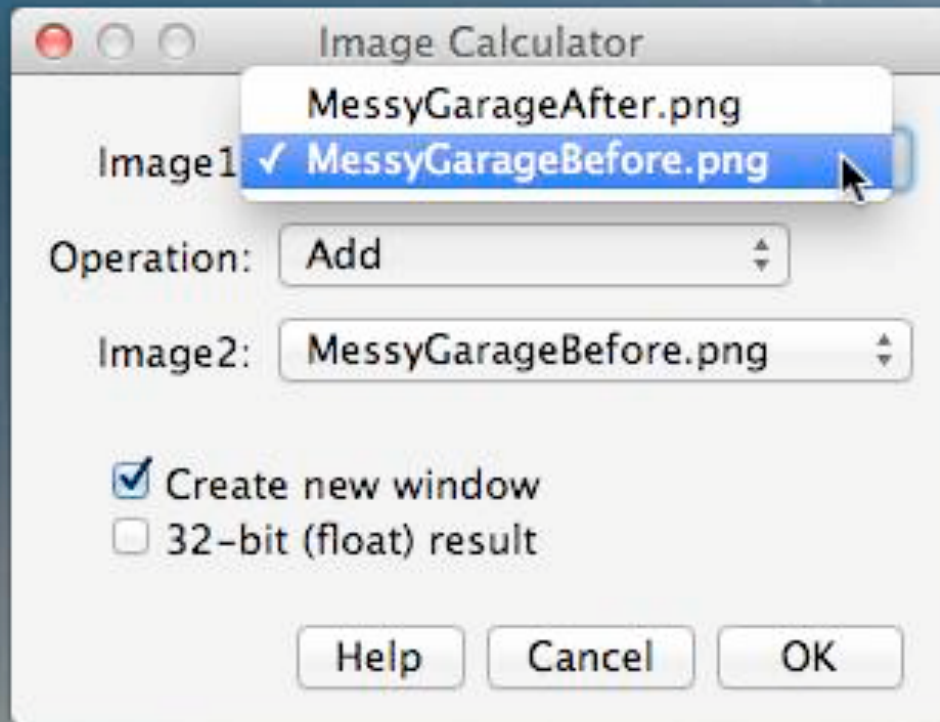 Image Calculator
MessyGarageAfter.png
Image1 ✓ MessyGarageBefore.png
Operation: Add
Image2: MessyGarageBefore.png
Create new window
32-bit (float) result
Help Cancel OK